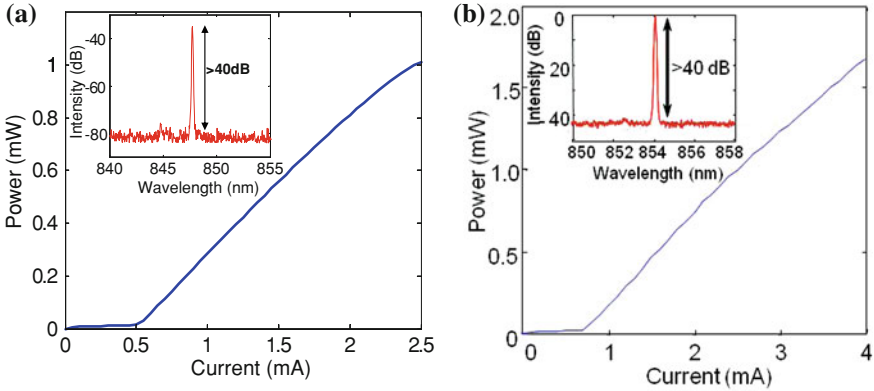 (a)
Power (mW)
1
0.8
0.6
0.4
0.2
0
0 0.5 1 1.5 2 2.5
Current (mA)
Intensity (dB)
-40
-60
-80
>40dB
840 845 850 855
Wavelength (nm)
(b)
Power (mW)
2.0
1.5
1.0
0.5
0
0 1 2 3 4
Current (mA)
Intensity (dB)
0
20
40
>40 dB
850 852 854 856 858
Wavelength (nm)